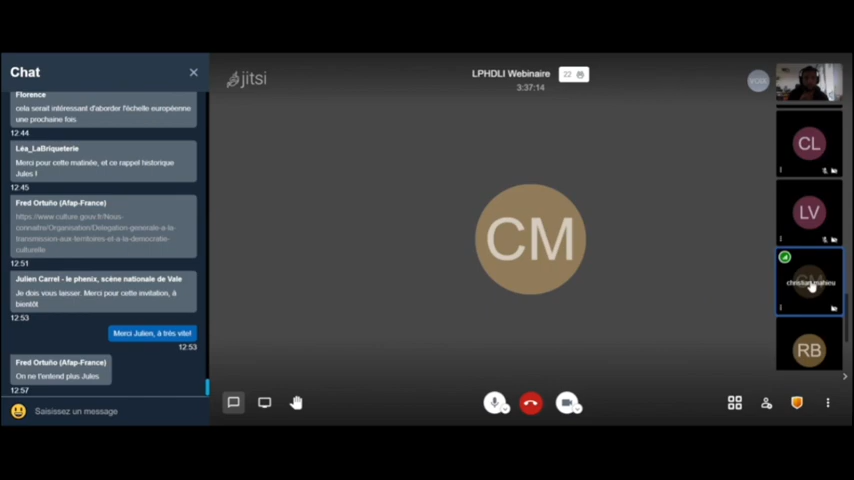 Chat
Florence
cela serait intéressant d'aborder l'échelle européenne
une prochaine fois
12:44
Léa_LaBriqueterie
Merci pour cette matinée, et ce rappel historique
Jules !
12:45
Fred Ortuño (Afap-France)
https://www.culture.gouv.fr/Nous-
connaitre/Organisation/Delegation-generale-a-la-
transmission-aux-territoires-et-a-la-democratie-
culturelle
12:51
Julien Carrel - le phenix, scène nationale de Vale
Je dois vous laisser. Merci pour cette invitation, à
bientôt
12:53
Merci Julien, à très vite!
12:53
Fred Ortuño (Afap-France)
On ne t'entend plus Jules
12:57
Saisissez un message
jitsi
LPHDLI Webinaire
22
3:37:14
CM
CL
LV
christian mahieu
RB